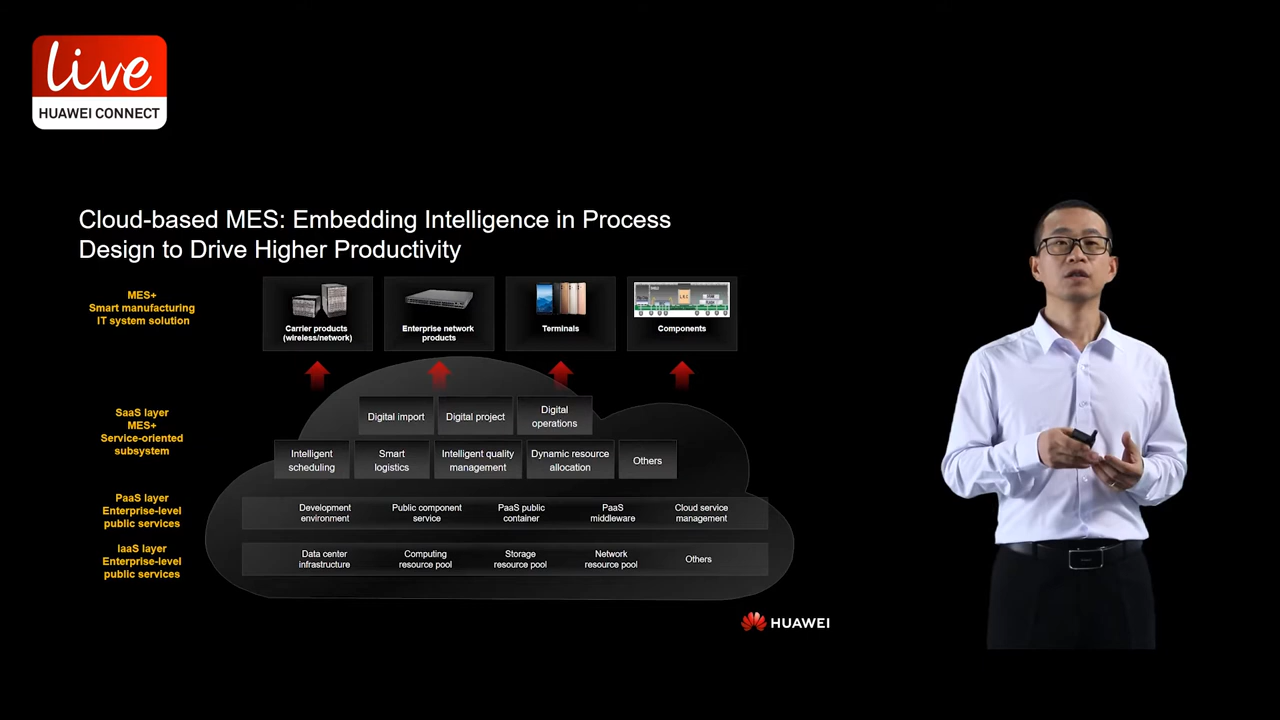 live
HUAWEI CONNECT
Cloud-based MES: Embedding Intelligence in Process
Design to Drive Higher Productivity
MES+
Smart manufacturing
IT system solution
Carrier products
(wireless/network)
Enterprise network
products
Terminals
Components
SaaS layer
MES+
Service-oriented
subsystem
Digital import
Digital project
Digital
operations
Intelligent
scheduling
Smart
logistics
Intelligent quality
management
Dynamic resource
allocation
Others
PaaS layer
Enterprise-level
public services
Development
environment
Public component
service
PaaS public
container
PaaS
middleware
Cloud service
management
IaaS layer
Enterprise-level
public services
Data center
infrastructure
Computing
resource pool
Storage
resource pool
Network
resource pool
Others
HUAWEI